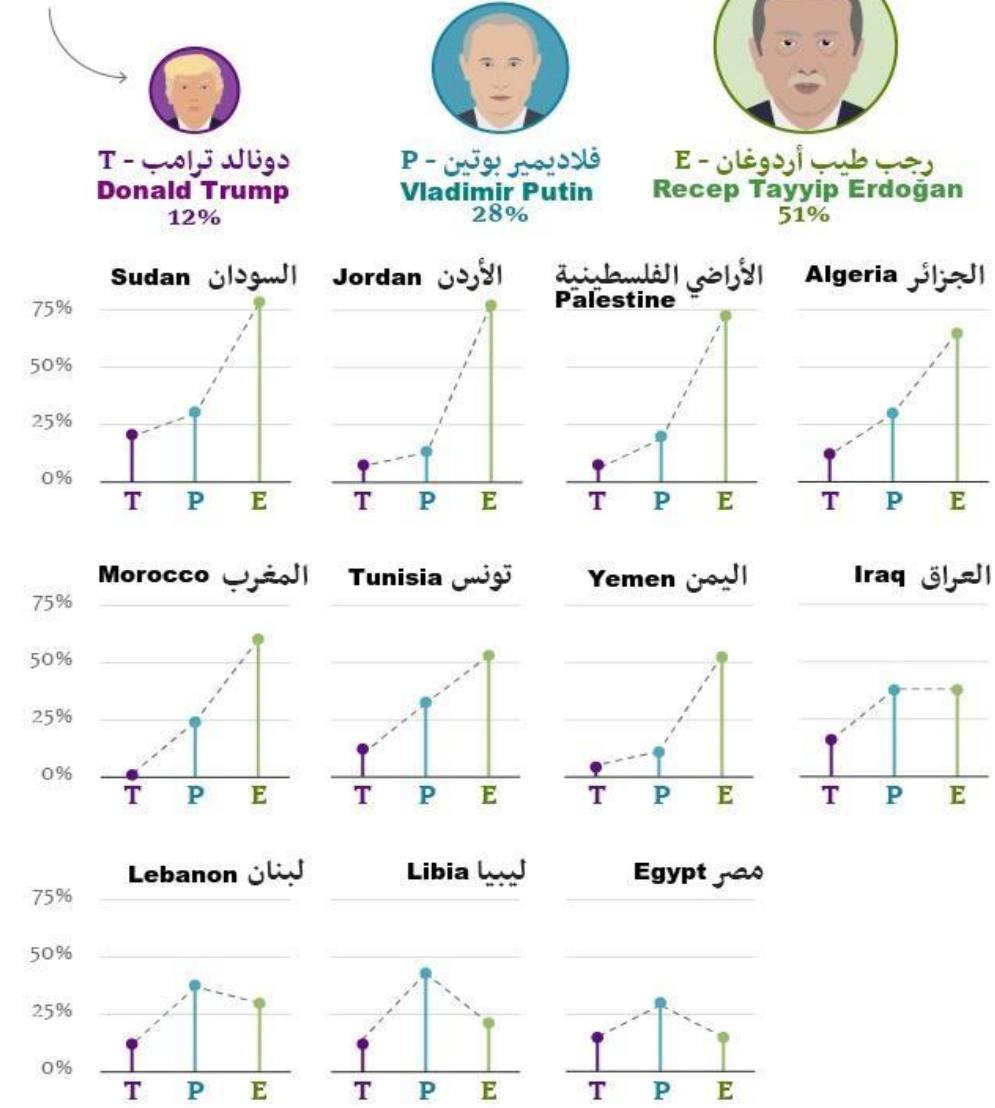 T - دونالد ترامب
Donald Trump
12%
P - فلاديمير بوتين
Vladimir Putin
28%
E - رجب طيب أردوغان
Recep Tayyip Erdoğan
51%
Sudan السودان
Jordan الأردن
الأراضي الفلسطينية
Palestine
Algeria الجزائر
75%
50%
25%
0%
T P E
T P E
T P E
T P E
Morocco المغرب
Tunisia تونس
Yemen اليمن
Iraq العراق
75%
50%
25%
0%
T P E
T P E
T P E
T P E
Lebanon لبنان
Libia ليبيا
Egypt مصر
75%
50%
25%
0%
T P E
T P E
T P E